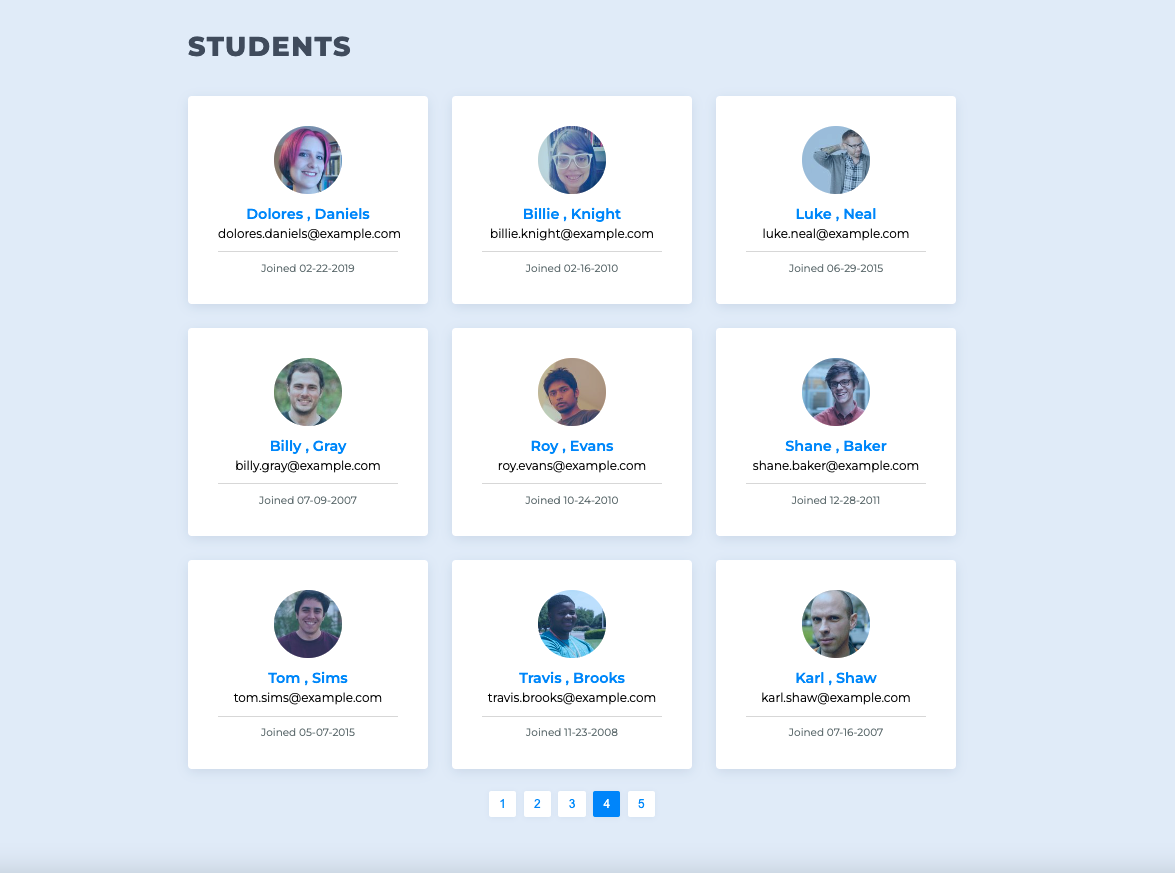 STUDENTS
Dolores , Daniels
dolores.daniels@example.com
Joined 02-22-2019
Billie , Knight
billie.knight@example.com
Joined 02-16-2010
Luke , Neal
luke.neal@example.com
Joined 06-29-2015
Billy , Gray
billy.gray@example.com
Joined 07-09-2007
Roy , Evans
roy.evans@example.com
Joined 10-24-2010
Shane , Baker
shane.baker@example.com
Joined 12-28-2011
Tom , Sims
tom.sims@example.com
Joined 05-07-2015
Travis , Brooks
travis.brooks@example.com
Joined 11-23-2008
Karl , Shaw
karl.shaw@example.com
Joined 07-16-2007
1 2 3 4 5